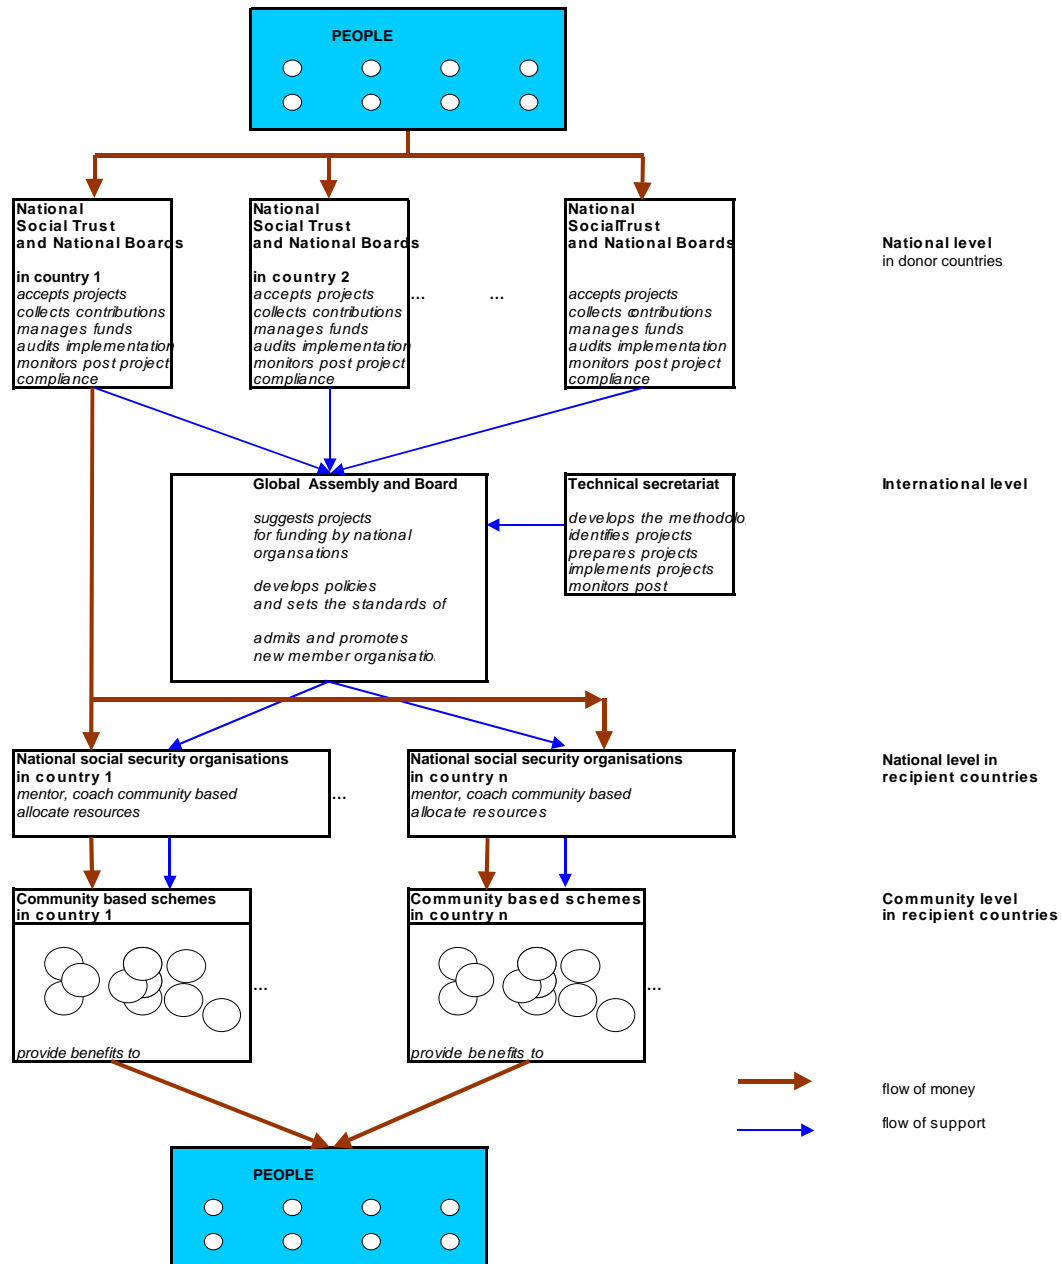 PEOPLE
National
Social Trust
and National Boards
in country 1
accepts projects
collects contributions
manages funds
audits implementation
monitors post project
compliance
National
Social Trust
and National Boards
in country 2
accepts projects
collects contributions
manages funds
audits implementation
monitors post project
compliance
...
...
National
SocialTrust
and National Boards
accepts projects
collects contributions
manages funds
audits implementation
monitors post project
compliance
National level
in donor countries
Global Assembly and Board
suggests projects
for funding by national
organsations
develops policies
and sets the standards of
admits and promotes
new member organisatio
Technical secretariat
develops the methodolo
identifies projects
prepares projects
implements projects
monitors post
International level
National social security organisations
in country 1
mentor, coach community based
allocate resources
...
National social security organisations
in country n
mentor, coach community based
allocate resources
National level in
recipient countries
Community based schemes
in country 1
provide benefits to
...
Community based schemes
in country n
provide benefits to
...
Community level
in recipient countries
flow of money
flow of support
PEOPLE